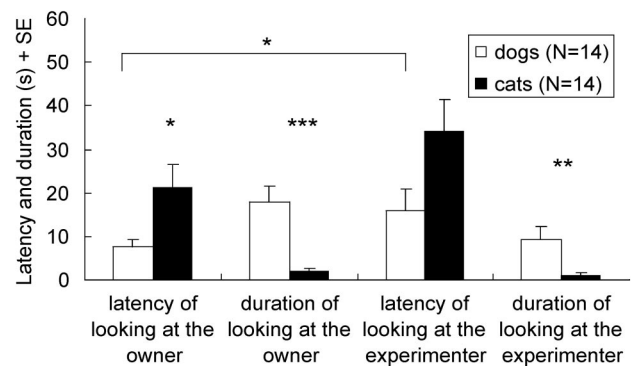 Latency and duration (s) + SE
60
50
40
30
20
10
0
*
*
***
**
dogs (N=14)
cats (N=14)
latency of
looking at the
owner
duration of
looking at the
owner
latency of
looking at the
experimenter
duration of
looking at the
experimenter